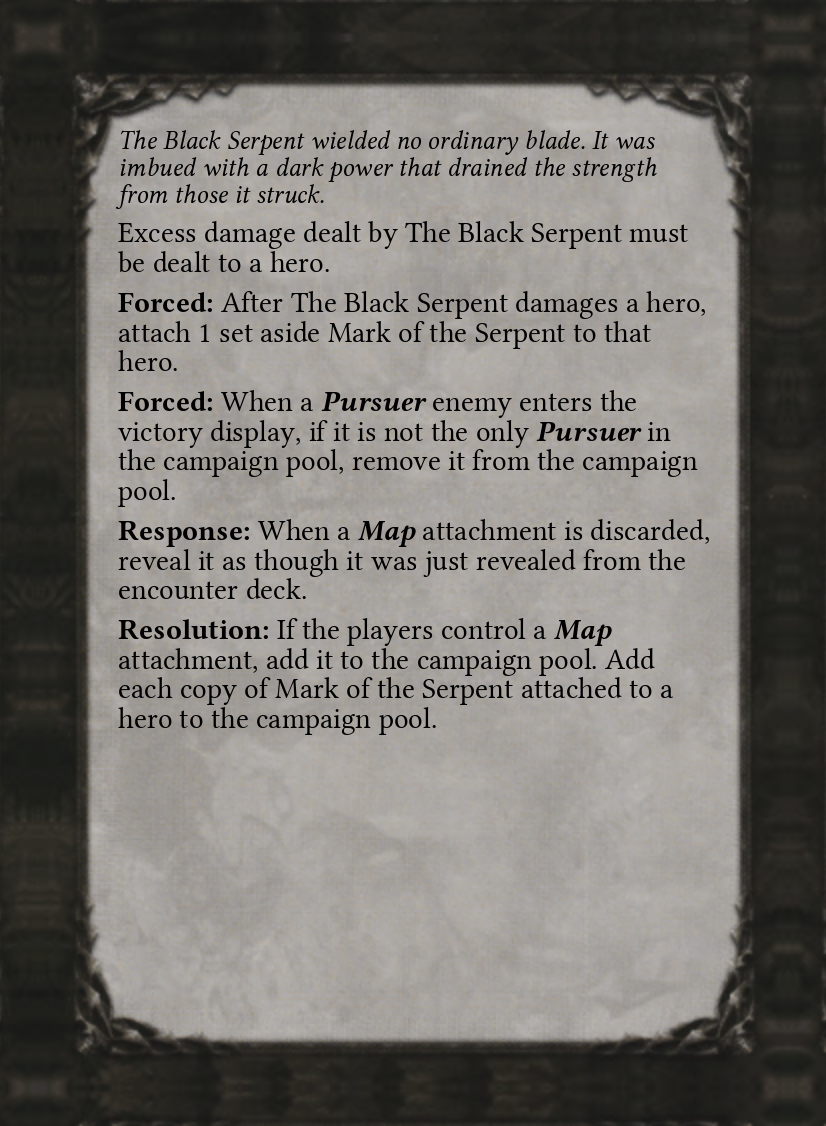 The Black Serpent wielded no ordinary blade. It was
imbued with a dark power that drained the strength
from those it struck.
Excess damage dealt by The Black Serpent must
be dealt to a hero.
Forced: After The Black Serpent damages a hero,
attach 1 set aside Mark of the Serpent to that
hero.
Forced: When a Pursuer enemy enters the
victory display, if it is not the only Pursuer in
the campaign pool, remove it from the campaign
pool.
Response: When a Map attachment is discarded,
reveal it as though it was just revealed from the
encounter deck.
Resolution: If the players control a Map
attachment, add it to the campaign pool. Add
each copy of Mark of the Serpent attached to a
hero to the campaign pool.